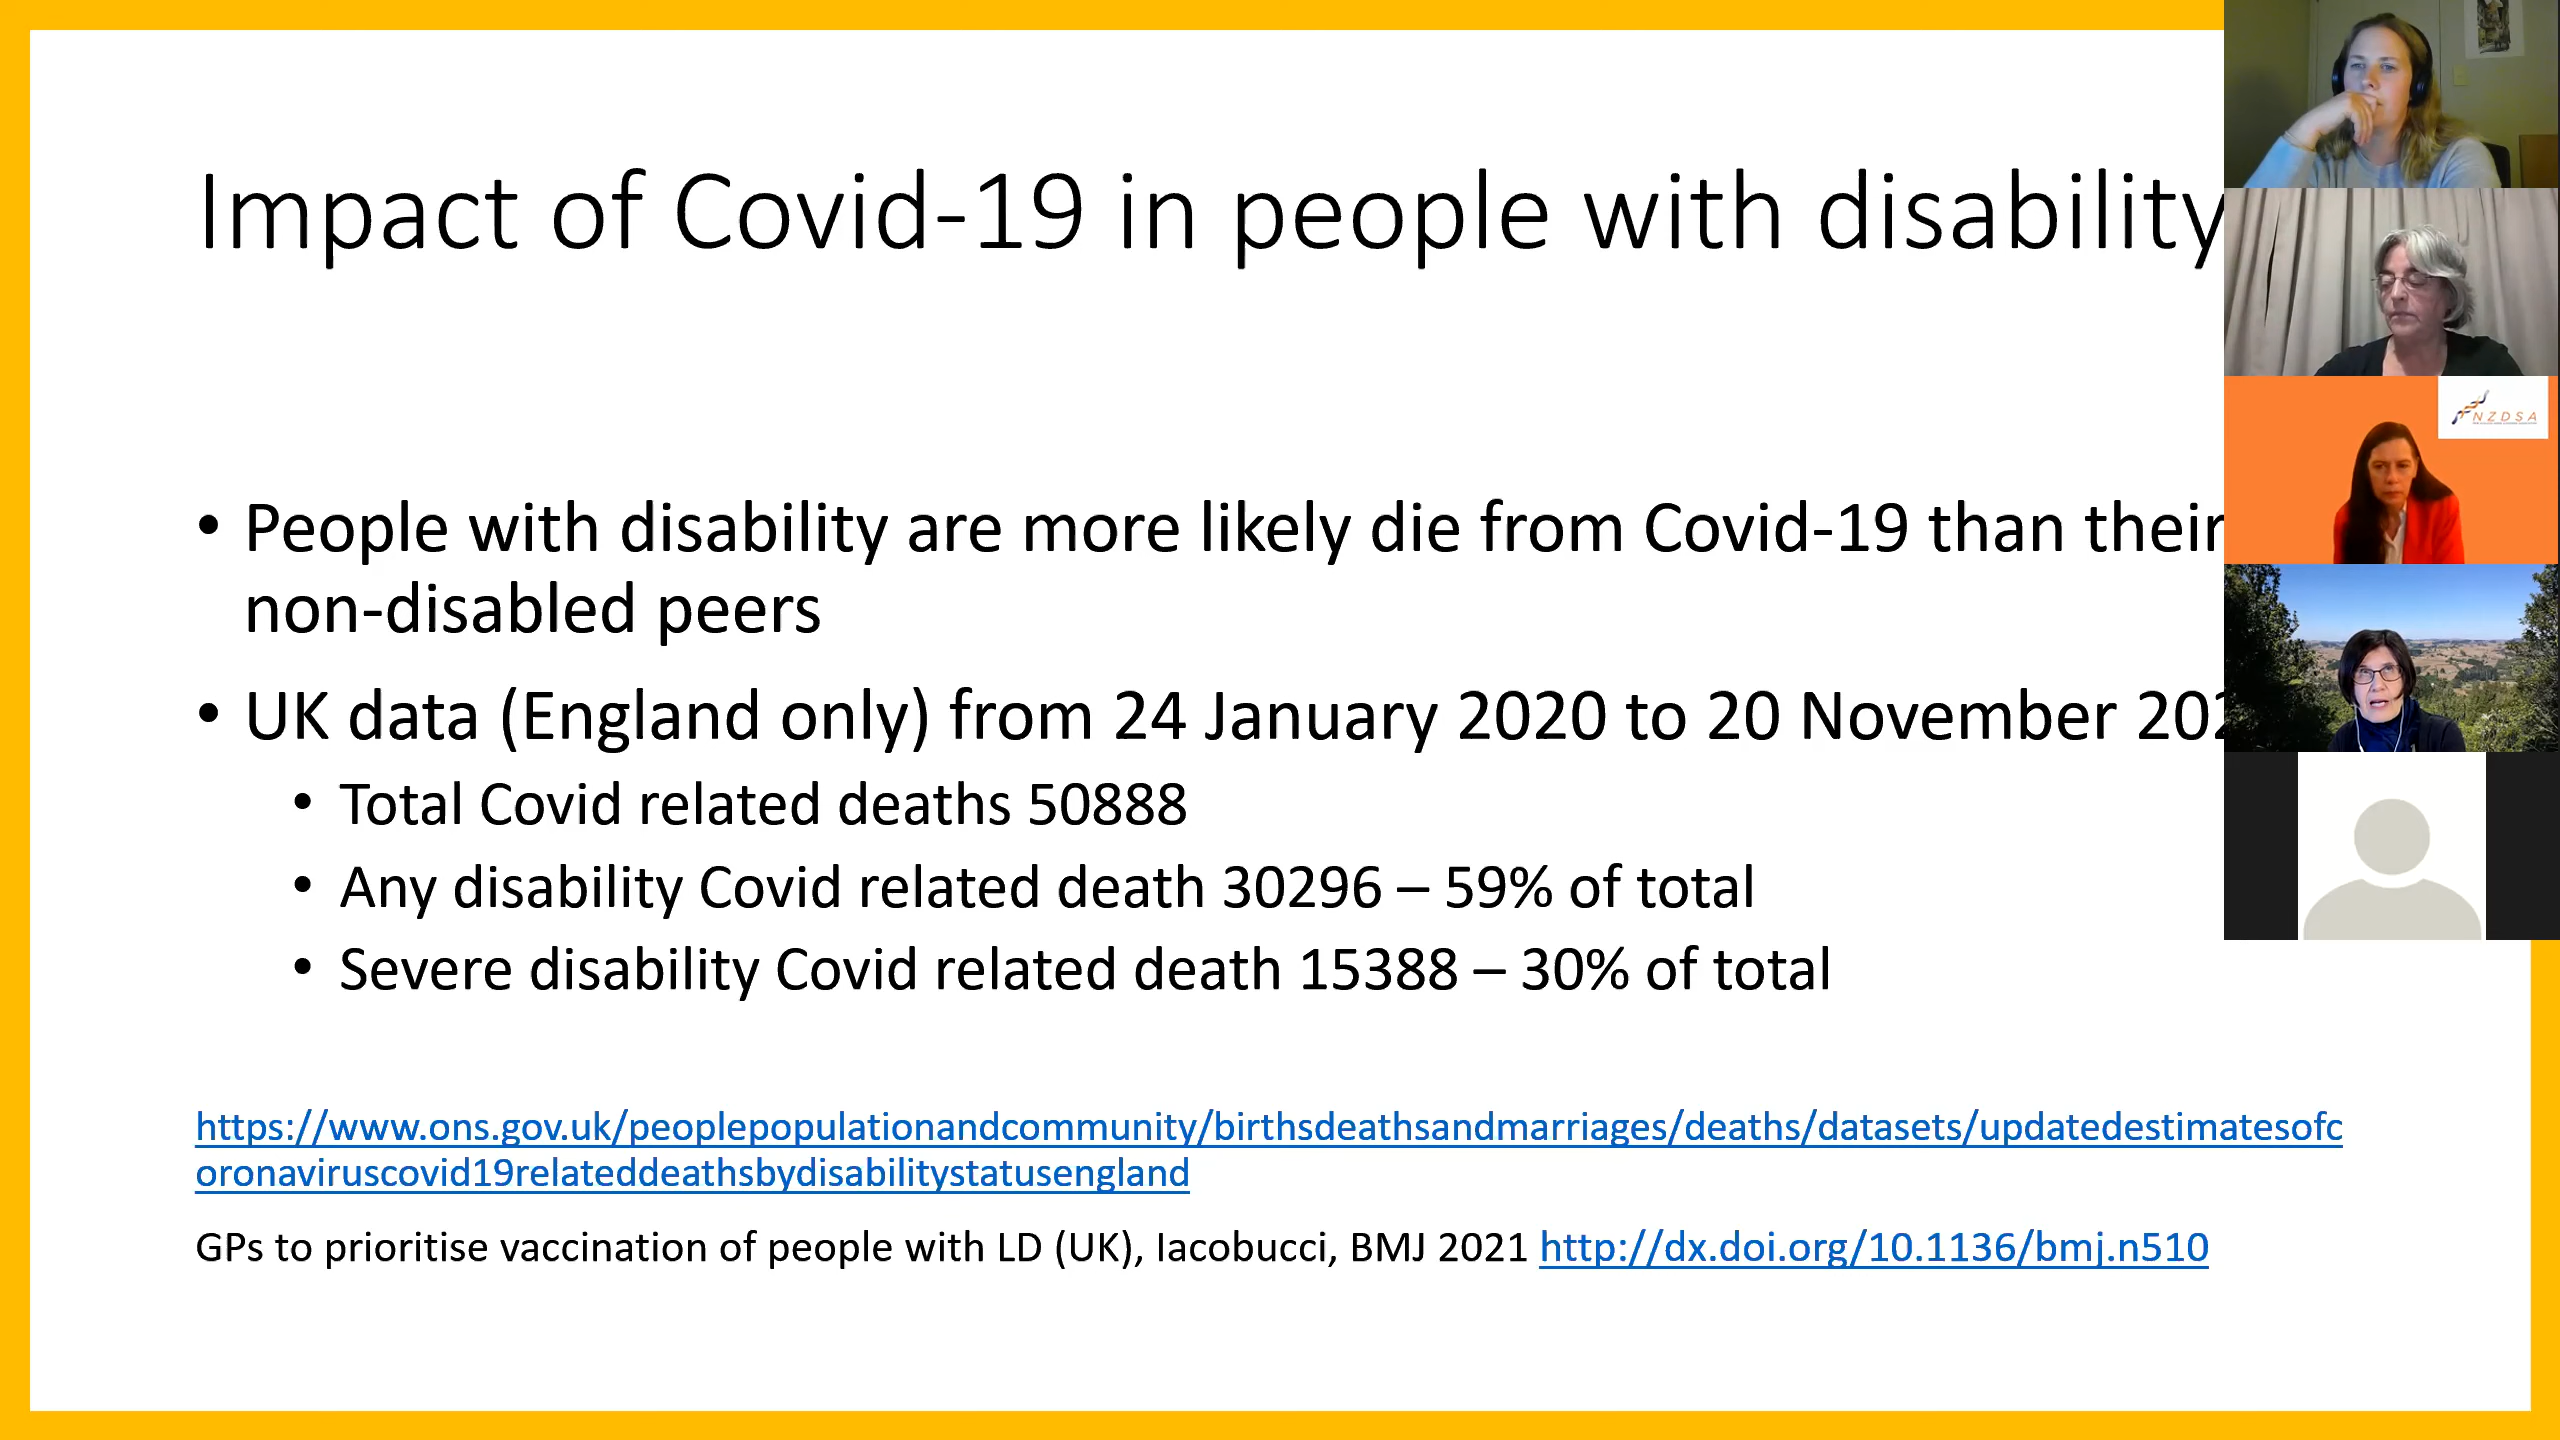 Impact of Covid-19 in people with disability
NZDSA
• People with disability are more likely die from Covid-19 than their
non-disabled peers
• UK data (England only) from 24 January 2020 to 20 November
• Total Covid related deaths 50888
• Any disability Covid related death 30296 – 59% of total
• Severe disability Covid related death 15388 – 30% of total
https://www.ons.gov.uk/peoplepopulationandcommunity/birthsdeathsandmarriages/deaths/datasets/updatedestimatesofc
oronaviruscovid19relateddeathsbydisabilitystatusengland
GPs to prioritise vaccination of people with LD (UK), Iacobucci, BMJ 2021 http://dx.doi.org/10.1136/bmj.n510